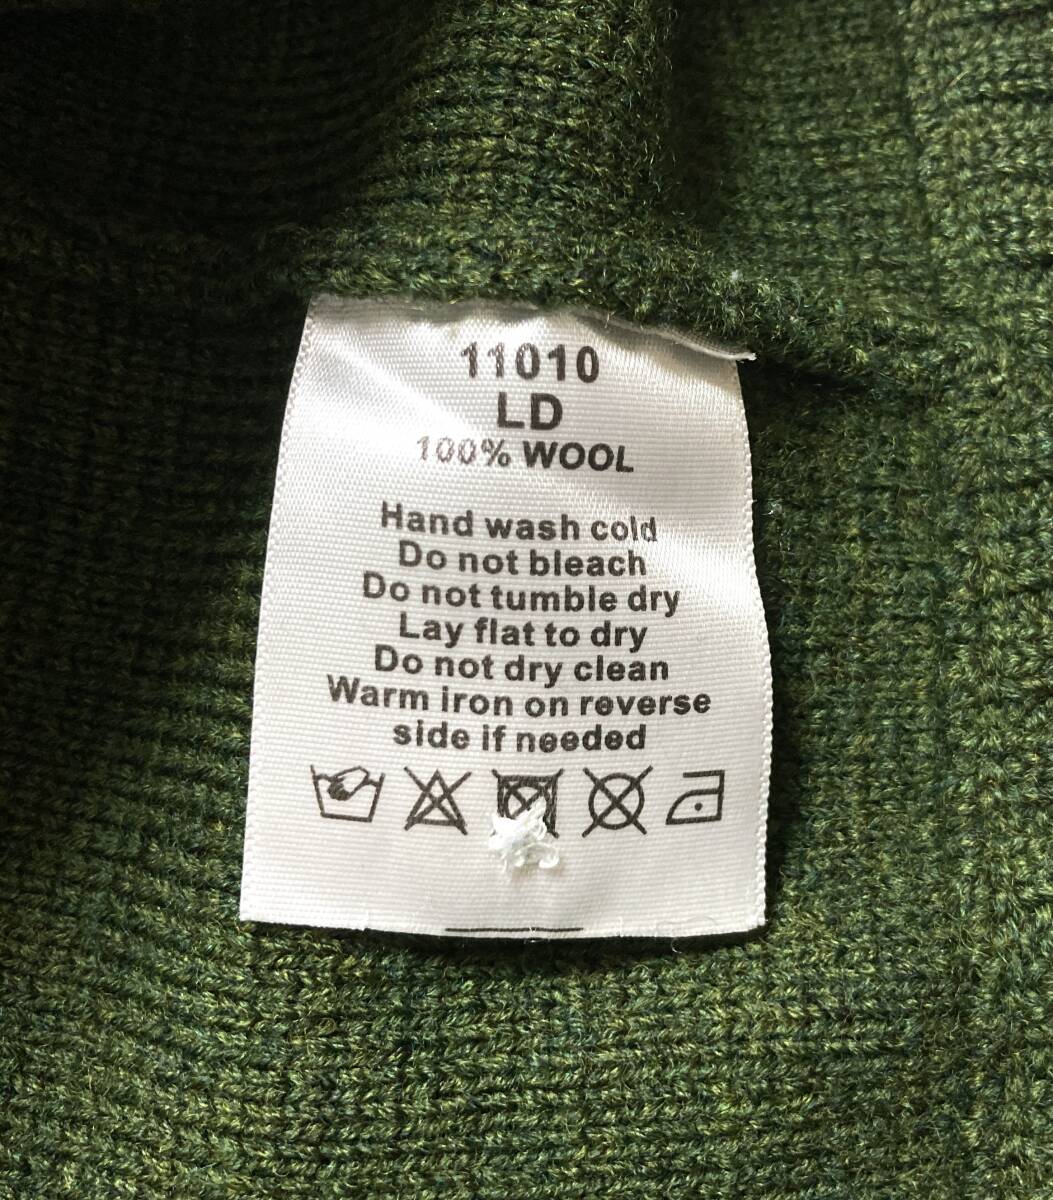 11010
LD
100% WOOL
Hand wash cold
Do not bleach
Do not tumble dry
Lay flat to dry
Do not dry clean
Warm iron on reverse
side if needed